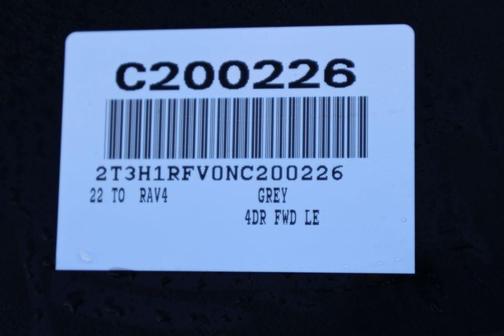 C200226
2T3H1RFV0NC200226
22 TO RAV4 GREY
4DR FWD LE